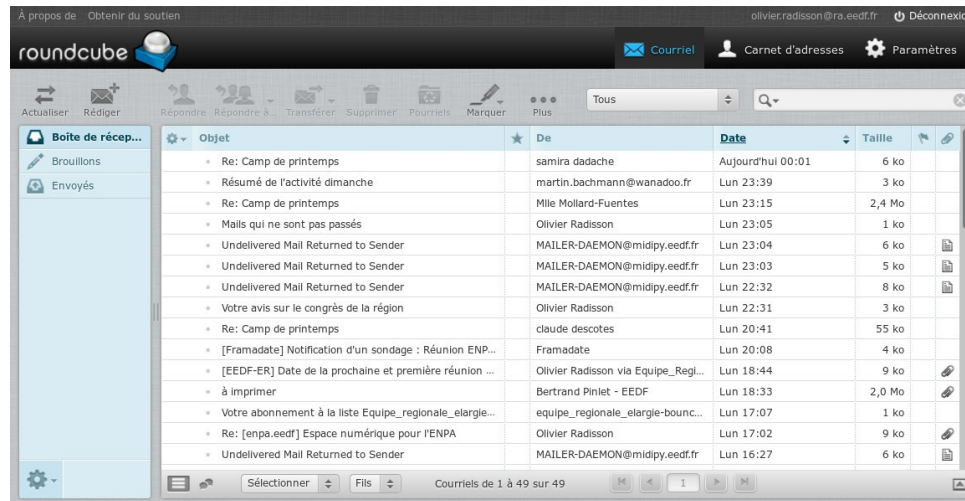 À propos de Obtenir du soutien olivier.radisson@ra.eedf.fr Déconnexio
roundcube Courriel Carnet d'adresses Paramètres
Actualiser Rédiger Répondre Répondre à... Transférer Supprimer Pourriels Marquer Plus Tous
Boîte de récep... Objet De Date Taille
Brouillons Re: Camp de printemps samira dadache Aujourd'hui 00:01 6 ko
Envoyés Résumé de l'activité dimanche martin.bachmann@wanadoo.fr Lun 23:39 3 ko
Re: Camp de printemps Mlle Mollard-Fuentes Lun 23:15 2,4 Mo
Mails qui ne sont pas passés Olivier Radisson Lun 23:05 1 ko
Undelivered Mail Returned to Sender MAILER-DAEMON@midipy.eedf.fr Lun 23:04 6 ko
Undelivered Mail Returned to Sender MAILER-DAEMON@midipy.eedf.fr Lun 23:03 5 ko
Undelivered Mail Returned to Sender MAILER-DAEMON@midipy.eedf.fr Lun 22:32 8 ko
Votre avis sur le congrès de la région Olivier Radisson Lun 22:31 3 ko
Re: Camp de printemps claude descotes Lun 20:41 55 ko
[Framadate] Notification d'un sondage : Réunion ENP... Framadate Lun 20:08 4 ko
[EEDF-ER] Date de la prochaine et première réunion ... Olivier Radisson via Equipe_Regi... Lun 18:44 9 ko
à imprimer Bertrand Pinlet - EEDF Lun 18:33 2,0 Mo
Votre abonnement à la liste Equipe_regionale_elargie... equipe_regionale_elargie-bounc... Lun 17:07 1 ko
Re: [enpa.eedf] Espace numérique pour l'ENPA Olivier Radisson Lun 17:02 9 ko
Undelivered Mail Returned to Sender MAILER-DAEMON@midipy.eedf.fr Lun 16:27 6 ko
Sélectionner Fils Courriels de 1 à 49 sur 49 1